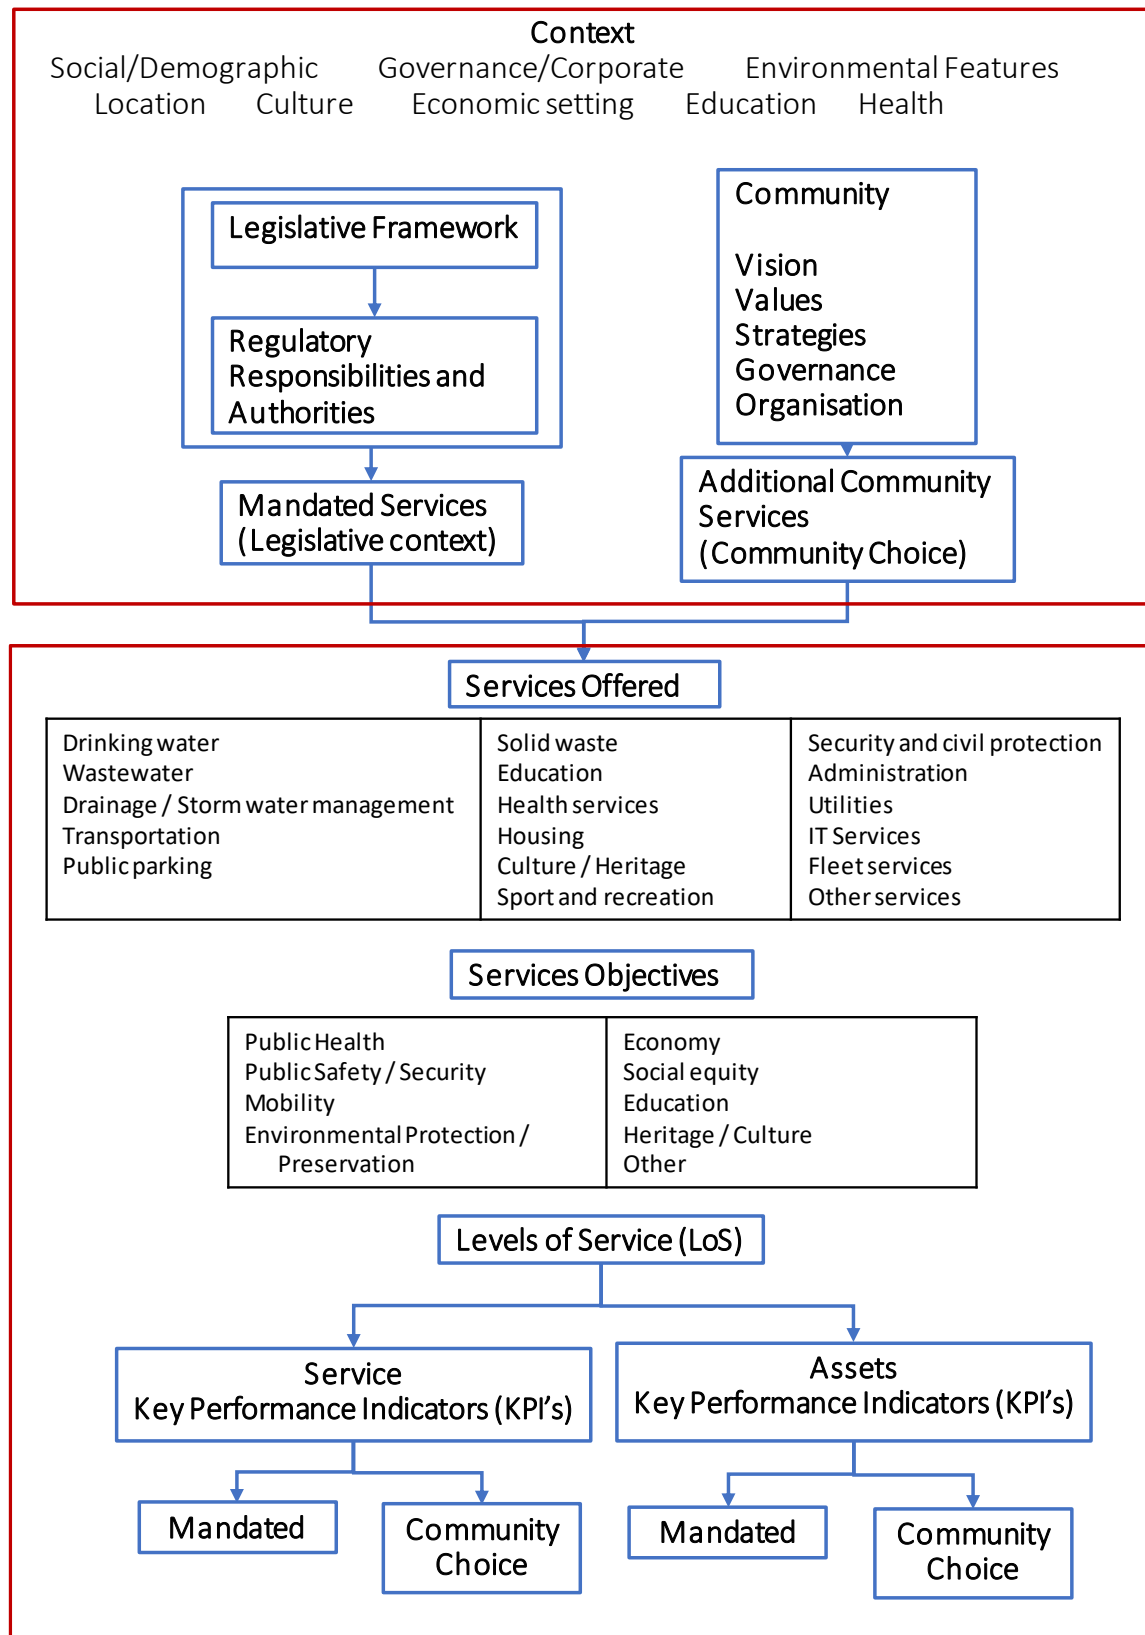 Context
Social/Demographic Governance/Corporate Environmental Features
Location Culture Economic setting Education Health
Legislative Framework
Regulatory
Responsibilities and
Authorities
Mandated Services
(Legislative context)
Community
Vision
Values
Strategies
Governance
Organisation
Additional Community
Services
(Community Choice)
Services Offered
Drinking water
Wastewater
Drainage / Storm water management
Transportation
Public parking
Solid waste
Education
Health services
Housing
Culture / Heritage
Sport and recreation
Security and civil protection
Administration
Utilities
IT Services
Fleet services
Other services
Services Objectives
Public Health
Public Safety / Security
Mobility
Environmental Protection /
Preservation
Economy
Social equity
Education
Heritage / Culture
Other
Levels of Service (LoS)
Service
Key Performance Indicators (KPI's)
Mandated
Community
Choice
Assets
Key Performance Indicators (KPI's)
Mandated
Community
Choice